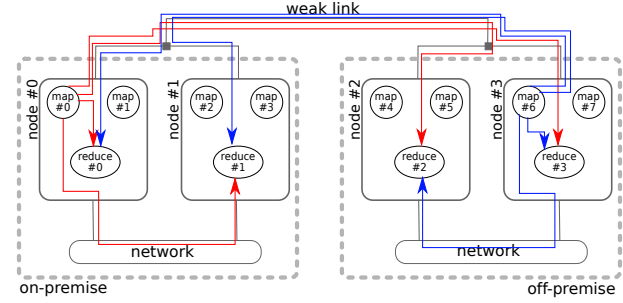 weak link
node #0
map
#0
map
#1
reduce
#0
node #1
map
#2
map
#3
reduce
#1
node #2
map
#4
map
#5
reduce
#2
node #3
map
#6
map
#7
reduce
#3
network
network
on-premise
off-premise